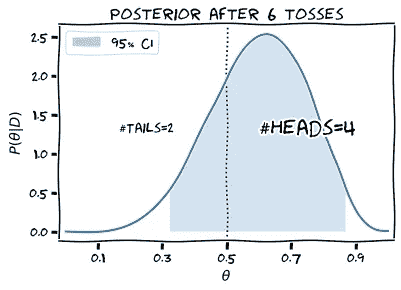 POSTERIOR AFTER 6 TOSSES
2.5
95% CI
2.0
1.5
#TAILS=2
#HEADS=4
1.0
0.5
0.0
P(θ|D)
0.1
0.3
0.5
0.7
0.9
θ